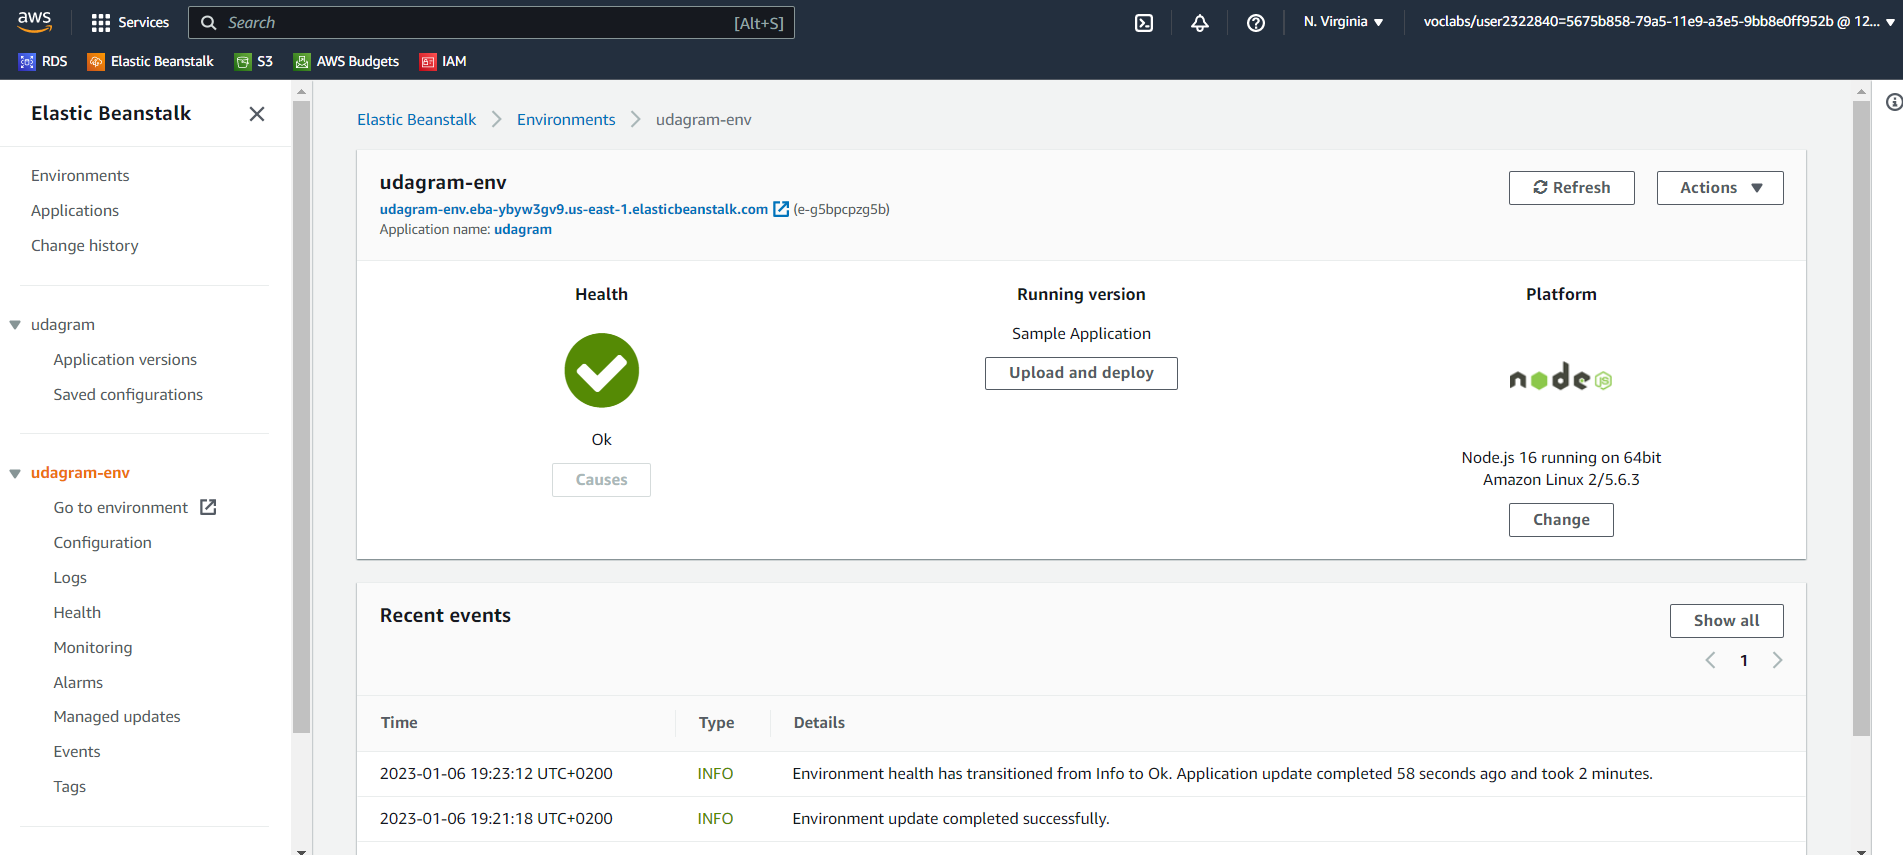 aws
Services
Search
[Alt+S]
N. Virginia
voclabs/user2322840=5675b858-79a5-11e9-a3e5-9bb8e0ff952b @ 12...
RDS
Elastic Beanstalk
S3
AWS Budgets
IAM
Elastic Beanstalk
Environments
Applications
Change history
udagram
Application versions
Saved configurations
udagram-env
Go to environment
Configuration
Logs
Health
Monitoring
Alarms
Managed updates
Events
Tags
Elastic Beanstalk
Environments
udagram-env
udagram-env
udagram-env.eba-ybyw3gv9.us-east-1.elasticbeanstalk.com (e-g5bpcpzg5b)
Application name: udagram
Refresh
Actions
Health
Ok
Causes
Running version
Sample Application
Upload and deploy
Platform
node JS
Node.js 16 running on 64bit
Amazon Linux 2/5.6.3
Change
Recent events
Show all
1
Time
Type
Details
2023-01-06 19:23:12 UTC+0200
INFO
Environment health has transitioned from Info to Ok. Application update completed 58 seconds ago and took 2 minutes.
2023-01-06 19:21:18 UTC+0200
INFO
Environment update completed successfully.